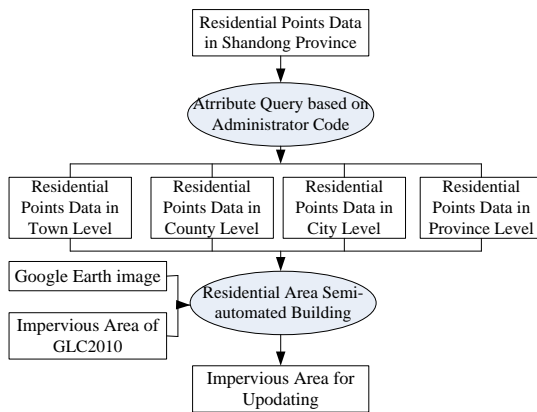 Residential Points Data
in Shandong Province
Atrribute Query based on
Administrator Code
Residential
Points Data in
Town Level
Residential
Points Data in
County Level
Residential
Points Data in
City Level
Residential
Points Data in
Province Level
Google Earth image
Impervious Area of
GLC2010
Residential Area Semi-
automated Building
Impervious Area for
Upodating